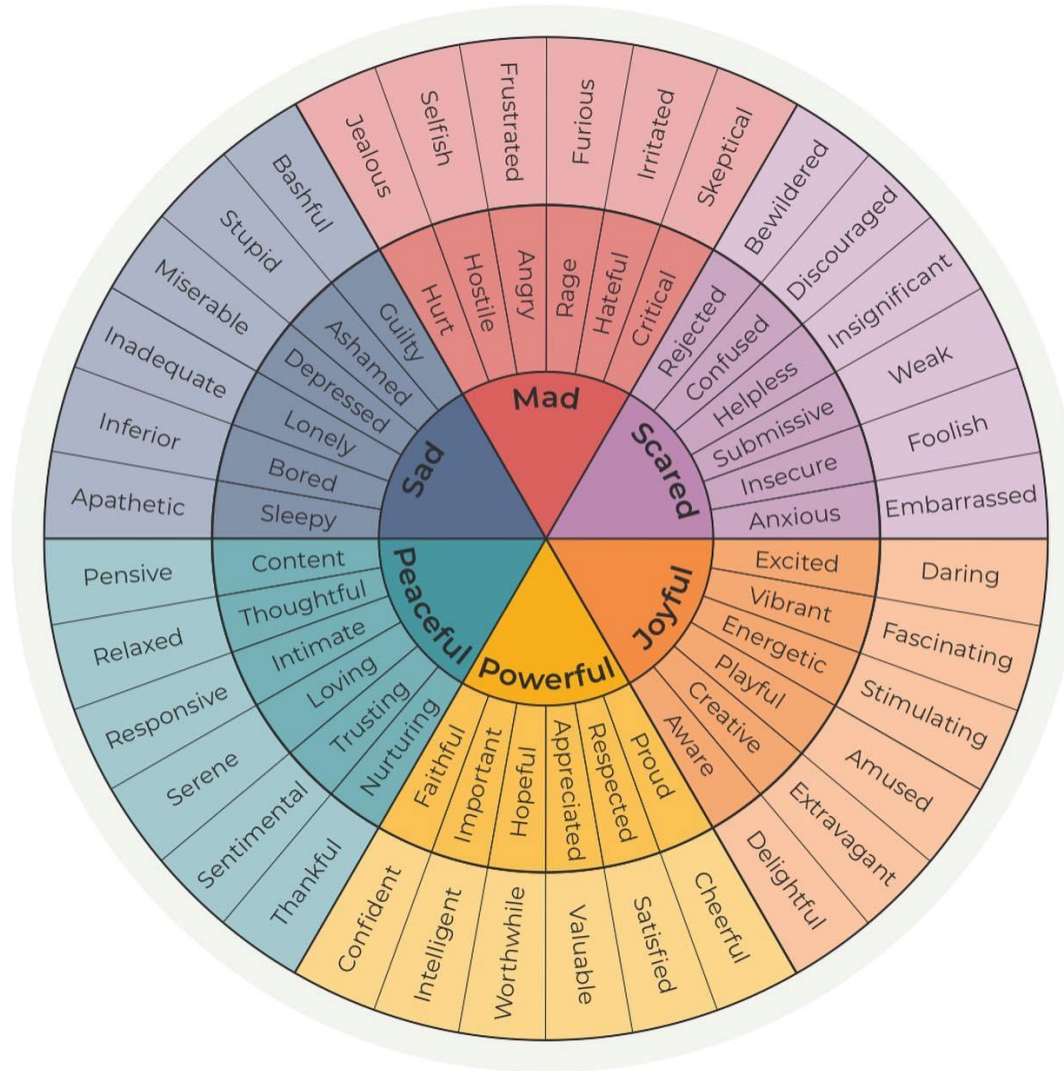 Mad
Scared
Joyful
Powerful
Peaceful
Sad
Hurt
Hostile
Angry
Rage
Hateful
Critical
Rejected
Confused
Helpless
Submissive
Insecure
Anxious
Excited
Vibrant
Energetic
Playful
Creative
Aware
Proud
Respected
Appreciated
Hopeful
Important
Faithful
Nurturing
Trusting
Loving
Intimate
Thoughtful
Content
Sleepy
Bored
Lonely
Depressed
Ashamed
Guilty
Jealous
Selfish
Frustrated
Furious
Irritated
Skeptical
Bewildered
Discouraged
Insignificant
Weak
Foolish
Embarrassed
Daring
Fascinating
Stimulating
Amused
Extravagant
Delightful
Cheerful
Satisfied
Valuable
Worthwhile
Intelligent
Confident
Thankful
Sentimental
Serene
Responsive
Relaxed
Pensive
Apathetic
Inferior
Inadequate
Miserable
Stupid
Bashful